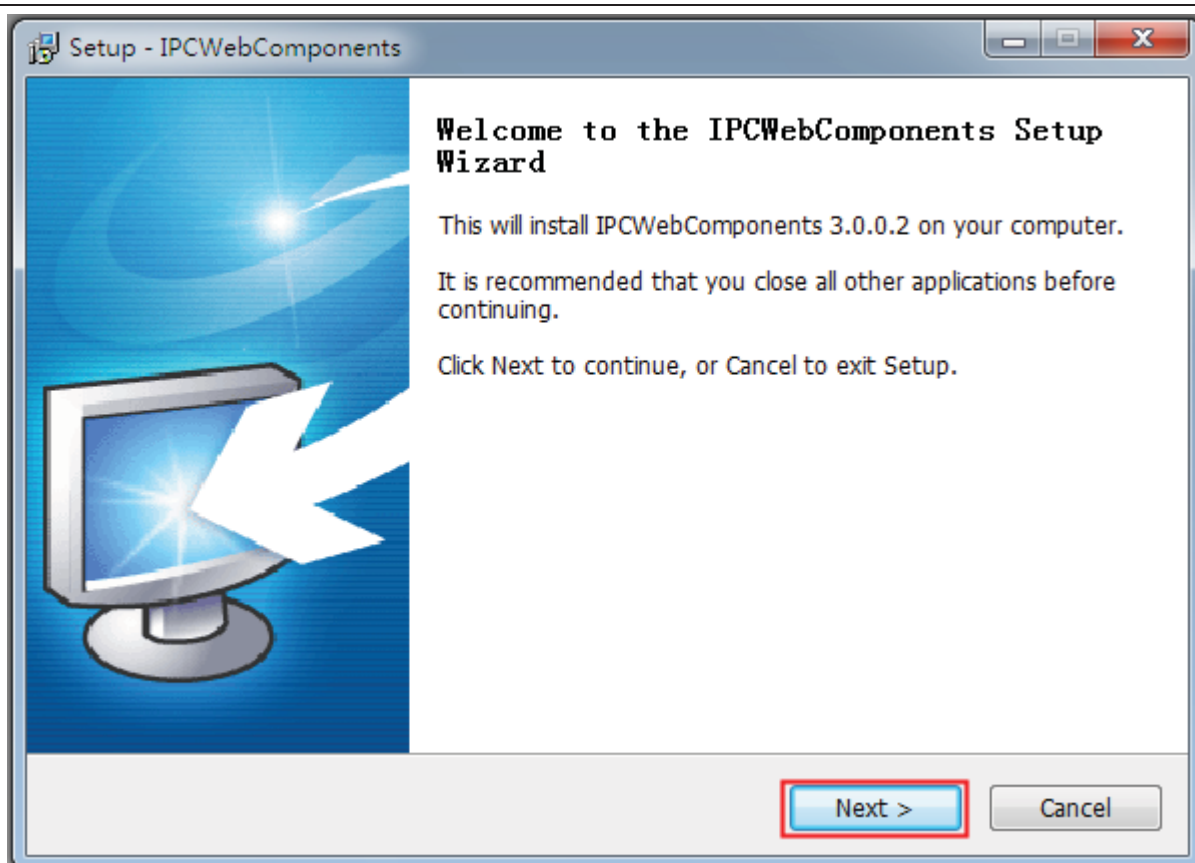 Setup - IPCWebComponents
Welcome to the IPCWebComponents Setup
Wizard
This will install IPCWebComponents 3.0.0.2 on your computer.
It is recommended that you close all other applications before
continuing.
Click Next to continue, or Cancel to exit Setup.
Next >
Cancel